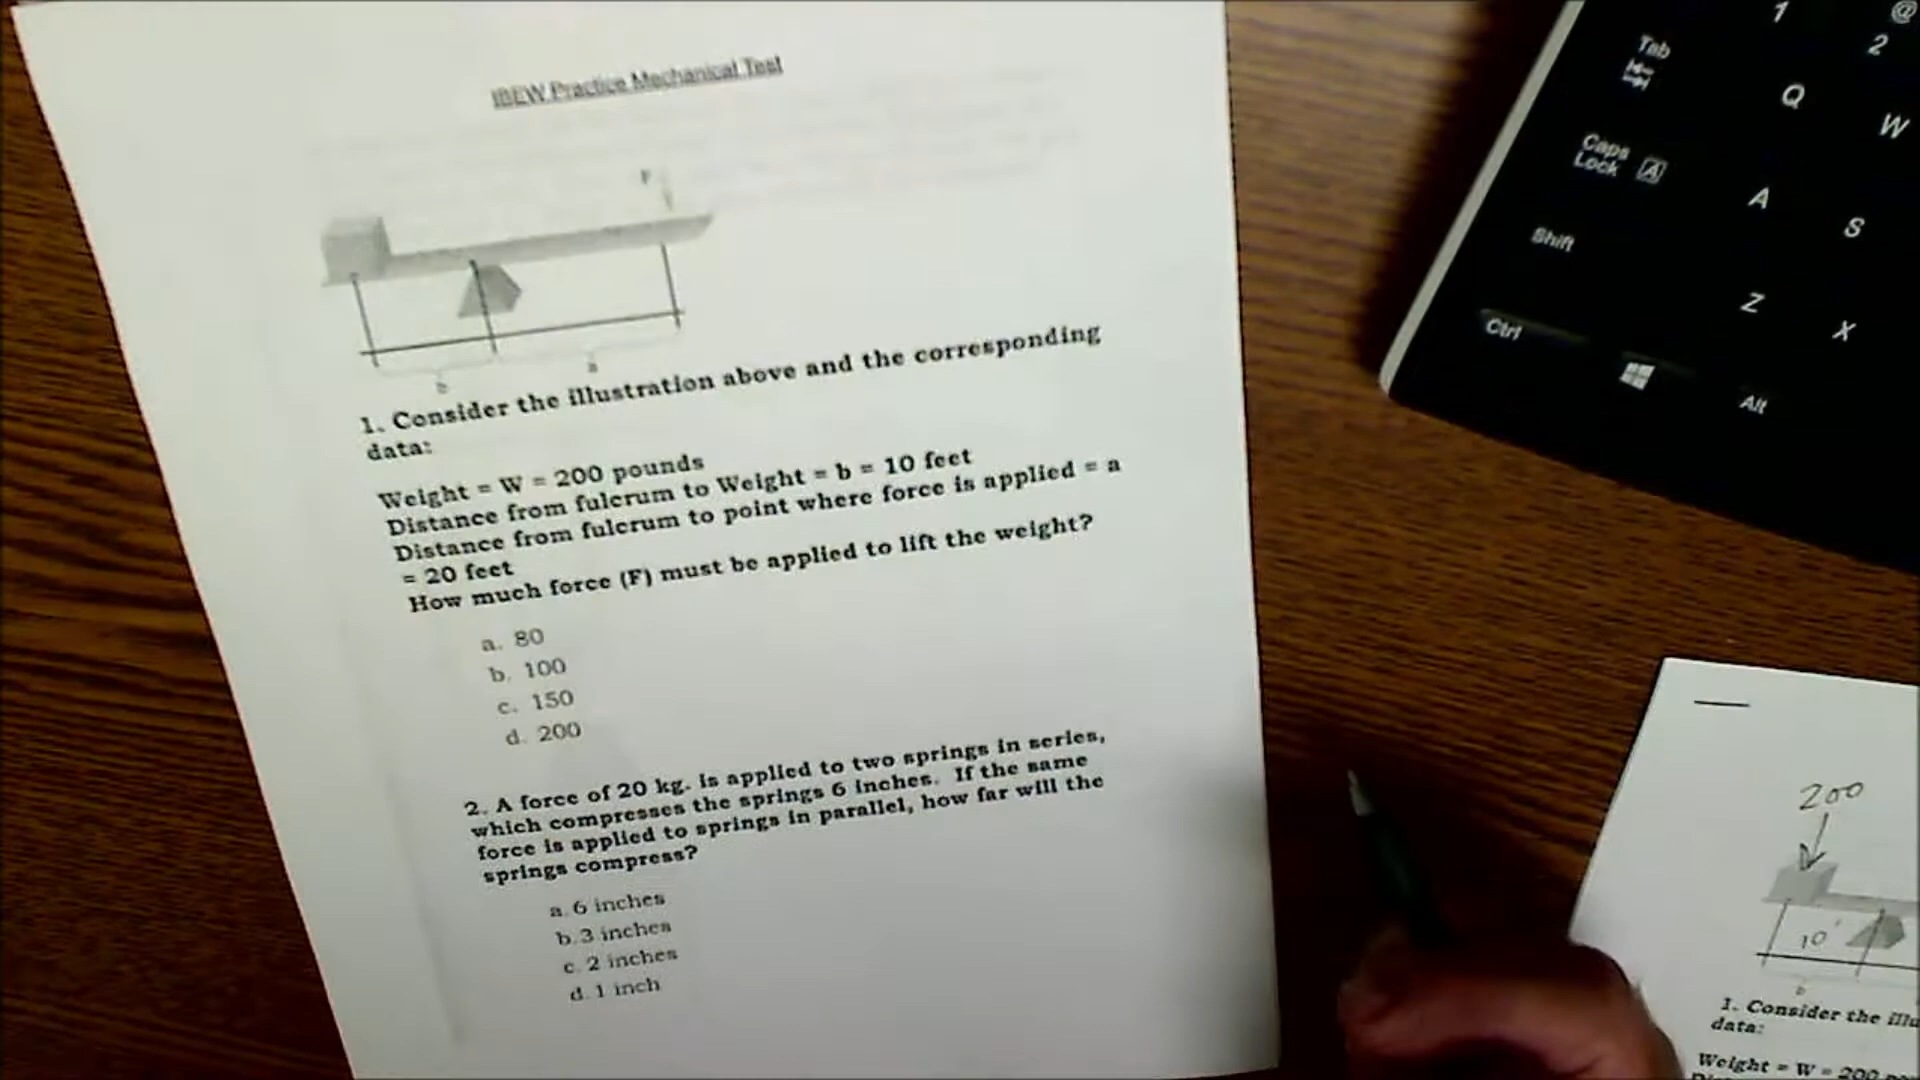 IBEW Practice Mechanical Test
F
b
a
1. Consider the illustration above and the corresponding
data:
Weight = W = 200 pounds
Distance from fulcrum to Weight = b = 10 feet
Distance from fulcrum to point where force is applied = a
= 20 feet
How much force (F) must be applied to lift the weight?
a. 80
b. 100
c. 150
d. 200
2. A force of 20 kg. is applied to two springs in series,
which compresses the springs 6 inches. If the same
force is applied to springs in parallel, how far will the
springs compress?
a. 6 inches
b. 3 inches
c. 2 inches
d. 1 inch
1
@
2
Tab
Q
W
Caps
Lock
A
A
S
Shift
Z
X
Ctrl
Alt
200
10'
b
1. Consider the
data:
Weight = W = 200